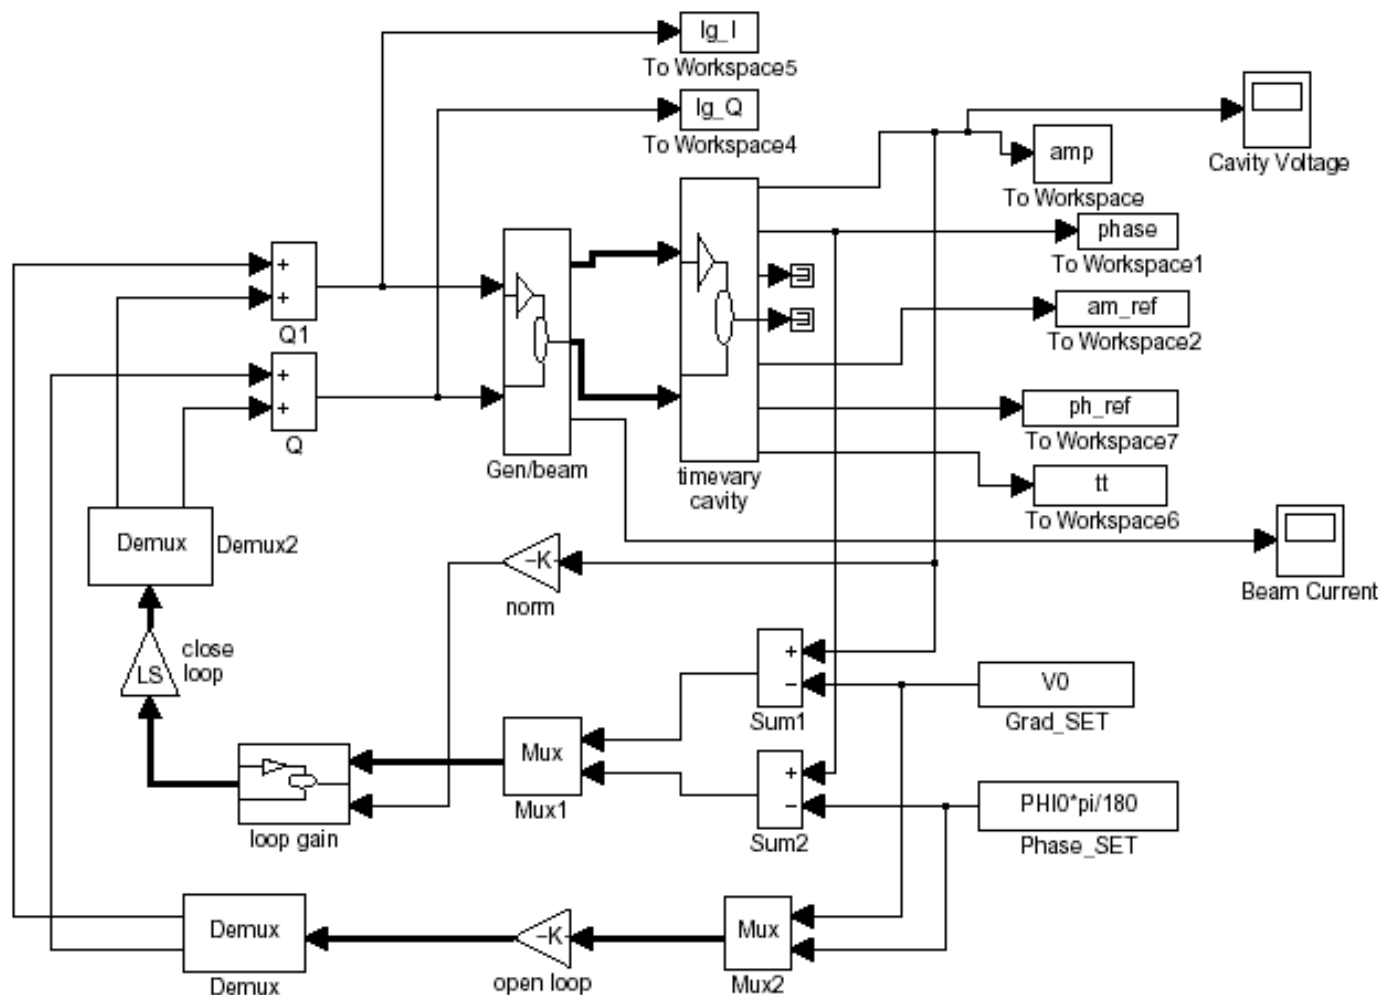 Ig_I
To Workspace5
Ig_Q
To Workspace4
Cavity Voltage
amp
To Workspace
phase
To Workspace1
am_ref
To Workspace2
ph_ref
To Workspace7
tt
To Workspace6
Beam Current
+
+
Q1
+
+
Q
Gen/beam
timevary
cavity
Demux
Demux2
-K-
norm
close
loop
LS
+
-
Sum1
V0
Grad_SET
Mux
Mux1
+
-
Sum2
PHI0*pi/180
Phase_SET
loop gain
Demux
Demux
-K-
open loop
Mux
Mux2